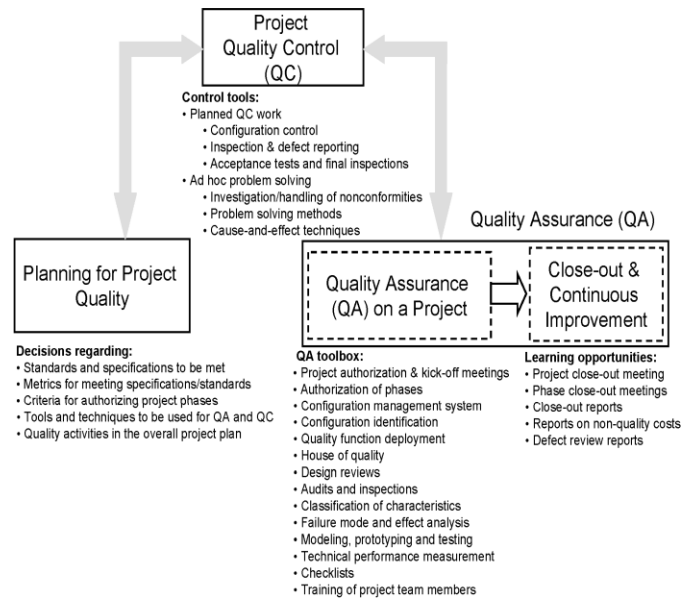 Project
Quality Control
(QC)
Control tools:
• Planned QC work
• Configuration control
• Inspection & defect reporting
• Acceptance tests and final inspections
• Ad hoc problem solving
• Investigation/handling of nonconformities
• Problem solving methods
• Cause-and-effect techniques
Planning for Project
Quality
Decisions regarding:
• Standards and specifications to be met
• Metrics for meeting specifications/standards
• Criteria for authorizing project phases
• Tools and techniques to be used for QA and QC
• Quality activities in the overall project plan
Quality Assurance (QA)
Quality Assurance
(QA) on a Project
QA toolbox:
• Project authorization & kick-off meetings
• Authorization of phases
• Configuration management system
• Configuration identification
• Quality function deployment
• House of quality
• Design reviews
• Audits and inspections
• Classification of characteristics
• Failure mode and effect analysis
• Modeling, prototyping and testing
• Technical performance measurement
• Checklists
• Training of project team members
Close-out &
Continuous
Improvement
Learning opportunities:
• Project close-out meeting
• Phase close-out meetings
• Close-out reports
• Reports on non-quality costs
• Defect review reports